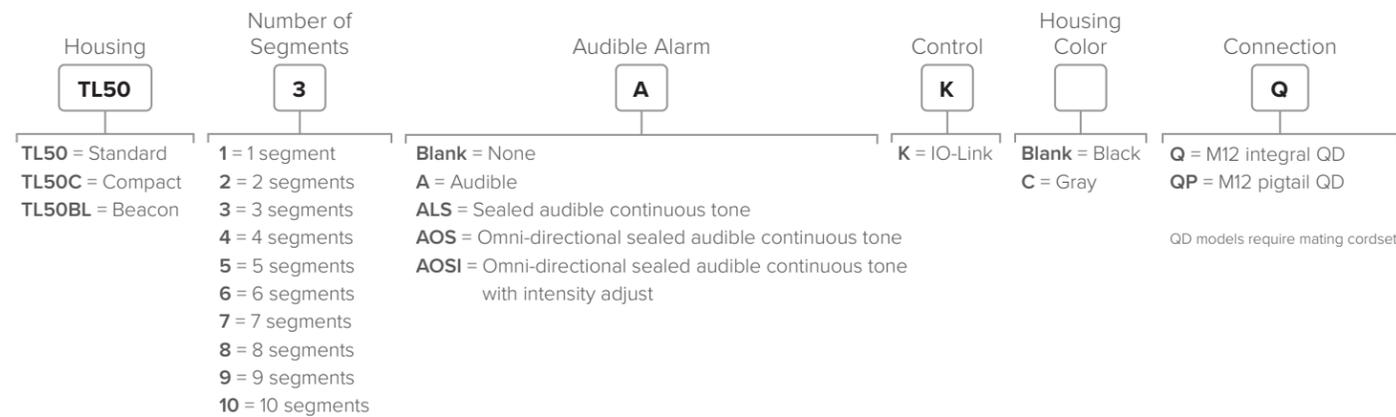 Housing
TL50
TL50 = Standard
TL50C = Compact
TL50BL = Beacon
Number of
Segments
3
1 = 1 segment
2 = 2 segments
3 = 3 segments
4 = 4 segments
5 = 5 segments
6 = 6 segments
7 = 7 segments
8 = 8 segments
9 = 9 segments
10 = 10 segments
Audible Alarm
A
Blank = None
A = Audible
ALS = Sealed audible continuous tone
AOS = Omni-directional sealed audible continuous tone
AOSI = Omni-directional sealed audible continuous tone
with intensity adjust
Control
K
K = IO-Link
Housing
Color
Blank = Black
C = Gray
Connection
Q
Q = M12 integral QD
QP = M12 pigtail QD
QD models require mating cordset